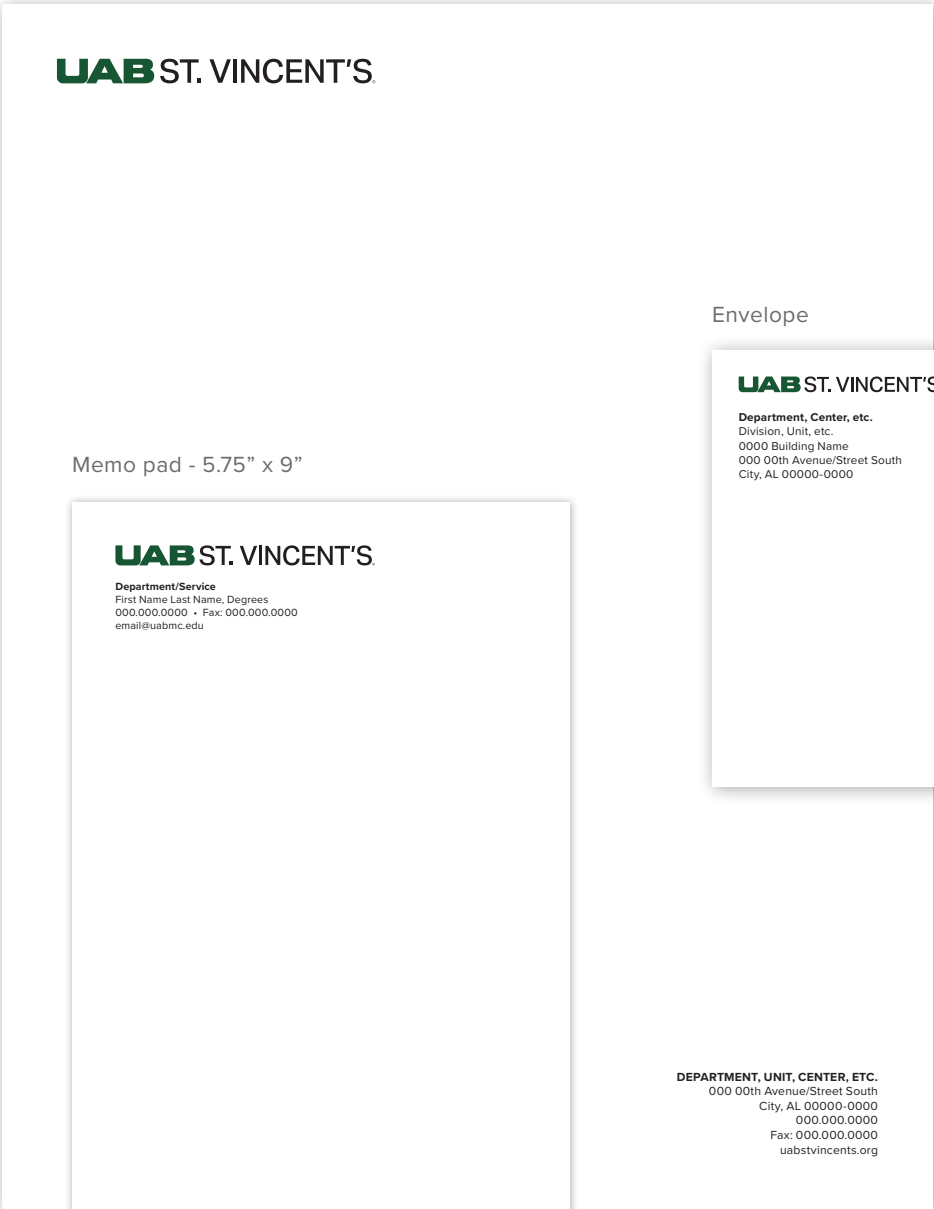 UAB ST. VINCENT'S
Envelope
UAB ST. VINCENT'S
Department, Center, etc.
Division, Unit, etc.
0000 Building Name
000 00th Avenue/Street South
City, AL 00000-0000
Memo pad - 5.75” x 9”
UAB ST. VINCENT'S
Department/Service
First Name Last Name, Degrees
000.000.0000 • Fax: 000.000.0000
email@uabmc.edu
DEPARTMENT, UNIT, CENTER, ETC.
000 00th Avenue/Street South
City, AL 00000-0000
000.000.0000
Fax: 000.000.0000
uabstvincents.org